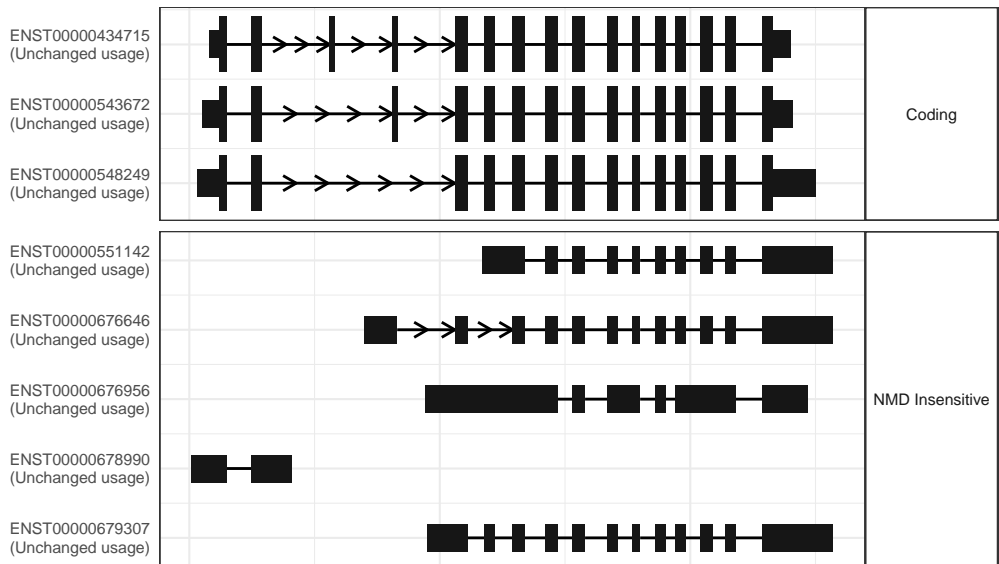 ENST00000434715
(Unchanged usage)
ENST00000543672
(Unchanged usage)
ENST00000548249
(Unchanged usage)
Coding
ENST00000551142
(Unchanged usage)
ENST00000676646
(Unchanged usage)
ENST00000676956
(Unchanged usage)
ENST00000678990
(Unchanged usage)
ENST00000679307
(Unchanged usage)
NMD Insensitive